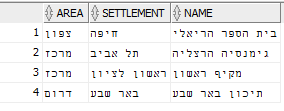 AREA SETTLEMENT NAME
1 צפון חיפה בית הספר הריאלי
2 מרכז תל אביב גימנסיה הרצליה
3 מרכז ראשון לציון מקיף ראשון
4 דרום באר שבע תיכון באר שבע